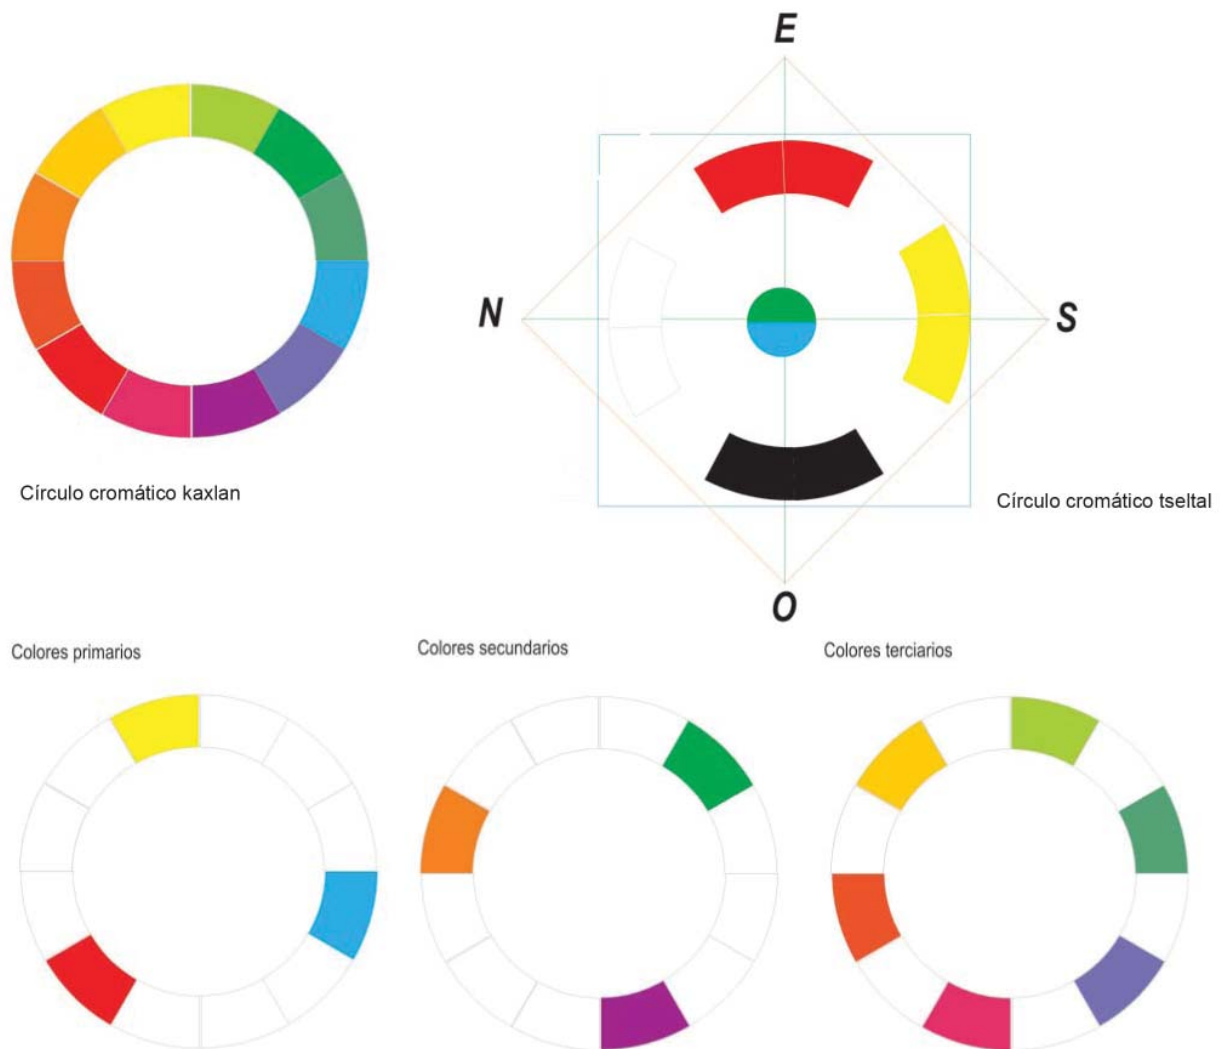 E
N
S
Círculo cromático kaxlan
Círculo cromático tseltal
O
Colores primarios
Colores secundarios
Colores terciarios